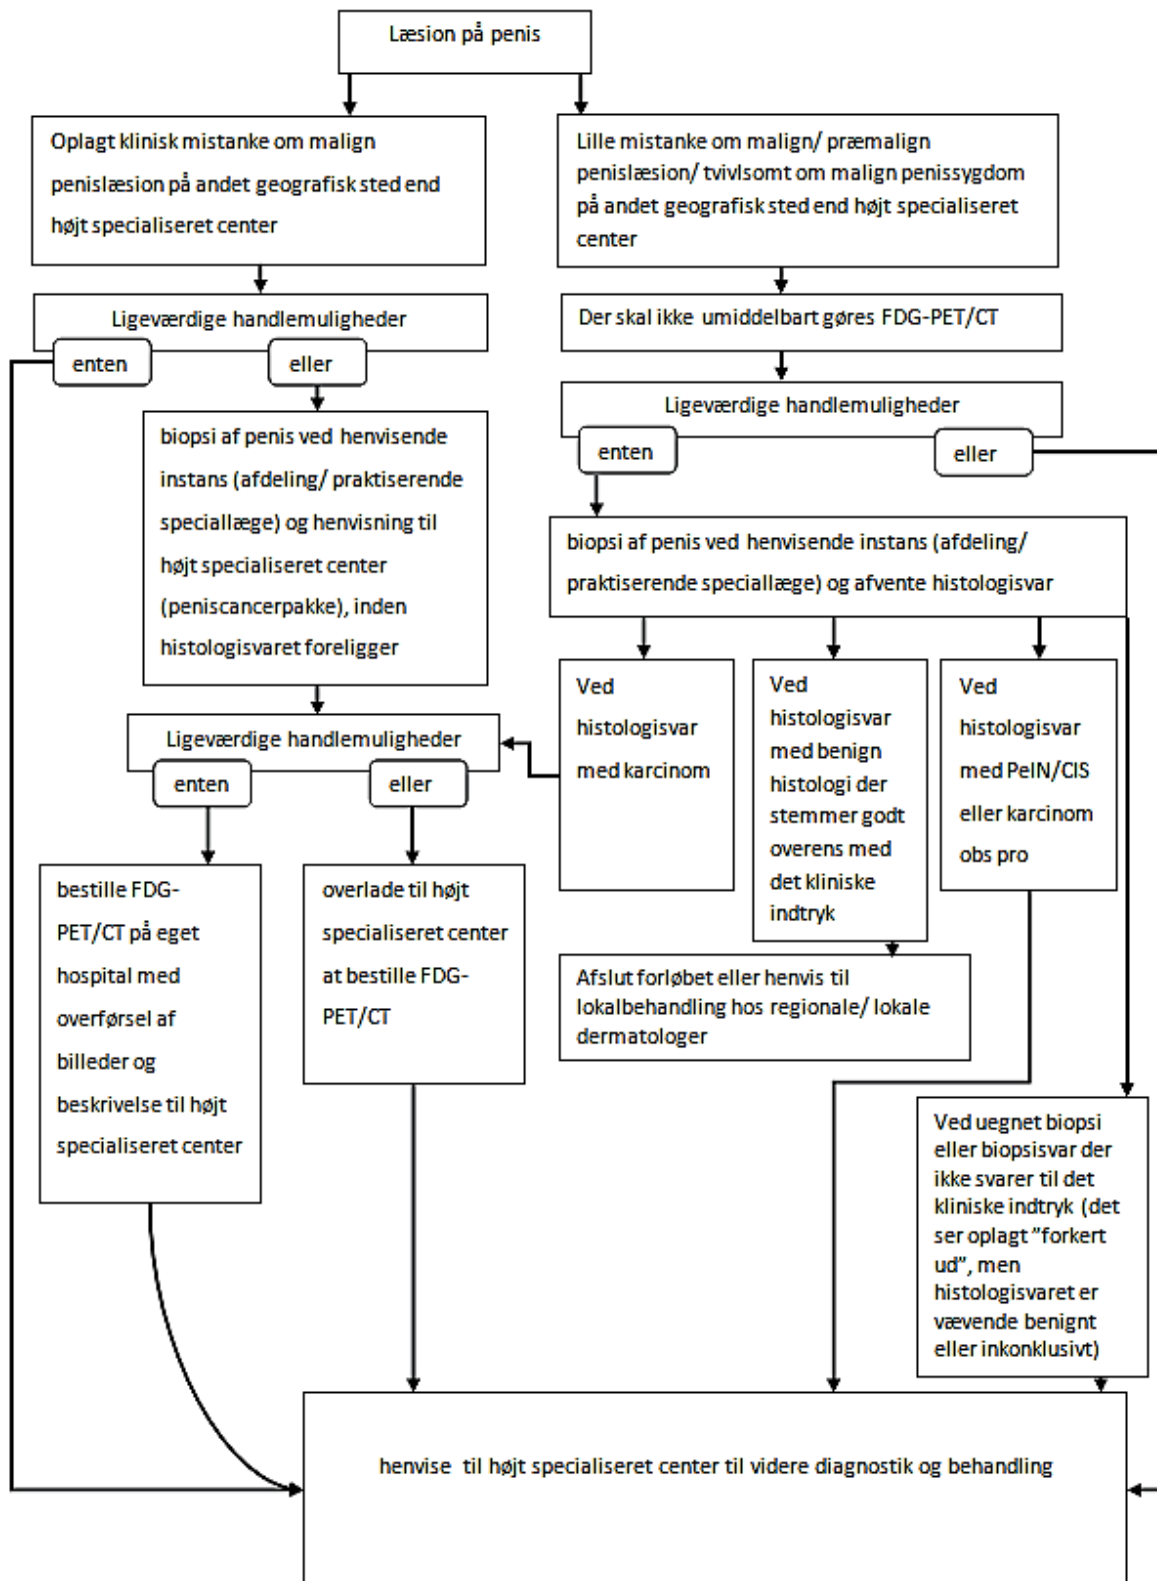 Læsion på penis
Oplagt klinisk mistanke om malign
penislæsion på andet geografisk sted end
højt specialiseret center
Lille mistanke om malign/ præmalign
penislæsion/ tvivlsomt om malign penissygdom
på andet geografisk sted end højt specialiseret
center
Ligeværdige handlemuligheder
enten
eller
Der skal ikke umiddelbart gøres FDG-PET/CT
Ligeværdige handlemuligheder
enten
eller
biopsi af penis ved henvisende
instans (afdeling/ praktiserende
speciallæge) og henvisning til
højt specialiseret center
(peniscancerpakke), inden
histologisvaret foreligger
biopsi af penis ved henvisende instans (afdeling/
praktiserende speciallæge) og afvente histologisvar
Ligeværdige handlemuligheder
enten
eller
Ved
histologisvar
med karcinom
Ved
histologisvar
med benign
histologi der
stemmer godt
overens med
det kliniske
indtryk
Ved
histologisvar
med PeIN/CIS
eller karcinom
obs pro
bestille FDG-
PET/CT på eget
hospital med
overførsel af
billeder og
beskrivelse til højt
specialiseret center
overlade til højt
specialiseret center
at bestille FDG-
PET/CT
Afslut forløbet eller henvis til
lokalbehandling hos regionale/ lokale
dermatologer
Ved uegnet biopsi
eller biopsisvar der
ikke svarer til det
kliniske indtryk (det
ser oplagt ”forkert
ud”, men
histologisvaret er
vævende benignt
eller inkonklusivt)
henvise til højt specialiseret center til videre diagnostik og behandling